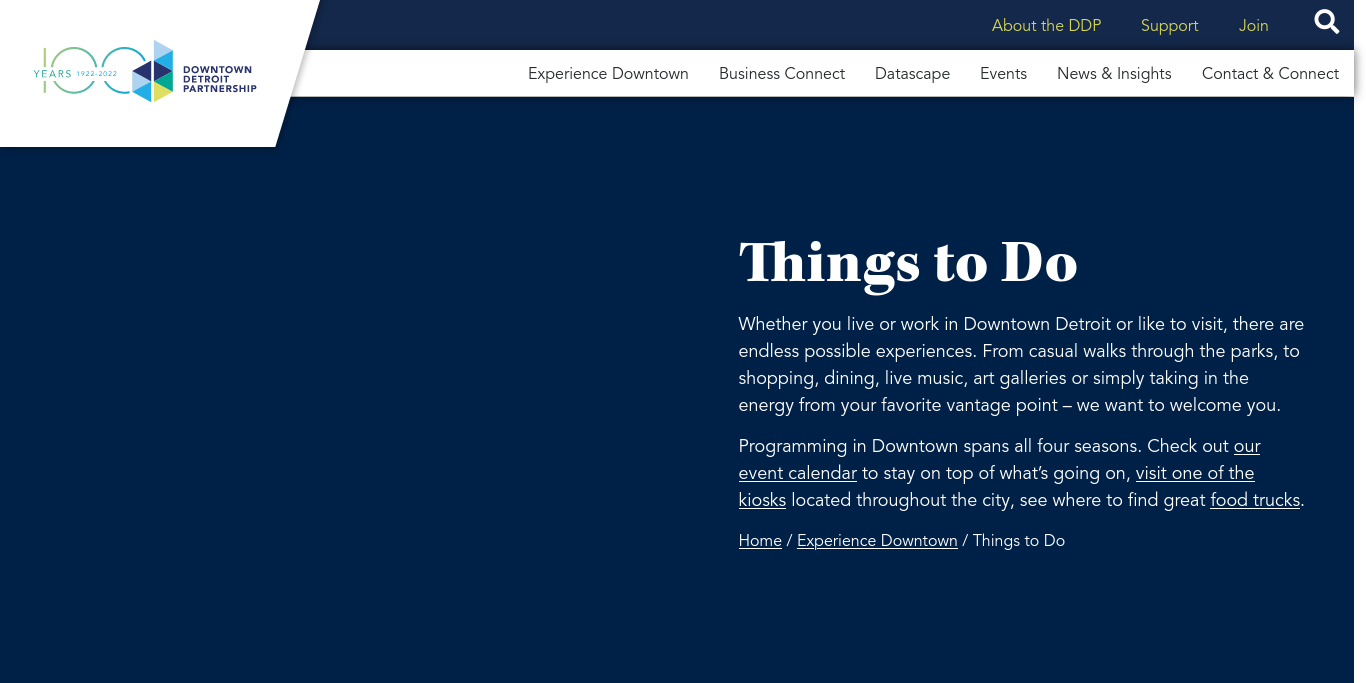 About the DDP Support Join
YEARS 1922-2022
DOWNTOWN
DETROIT
PARTNERSHIP
Experience Downtown Business Connect Datascape Events News & Insights Contact & Connect
Things to Do
Whether you live or work in Downtown Detroit or like to visit, there are
endless possible experiences. From casual walks through the parks, to
shopping, dining, live music, art galleries or simply taking in the
energy from your favorite vantage point – we want to welcome you.
Programming in Downtown spans all four seasons. Check out our
event calendar to stay on top of what’s going on, visit one of the
kiosks located throughout the city, see where to find great food trucks.
Home / Experience Downtown / Things to Do